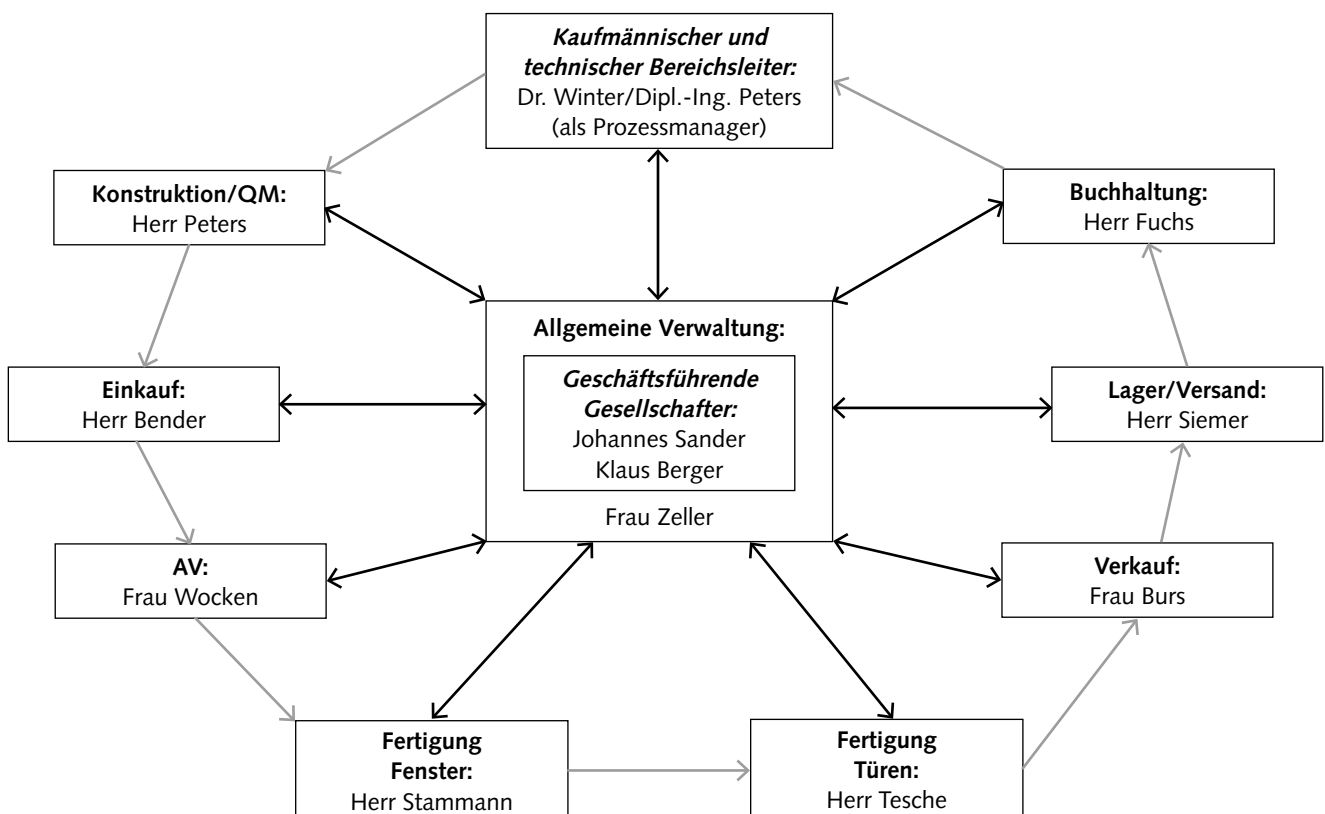 Kaufmännischer und
technischer Bereichsleiter:
Dr. Winter/Dipl.-Ing. Peters
(als Prozessmanager)
Konstruktion/QM:
Herr Peters
Buchhaltung:
Herr Fuchs
Allgemeine Verwaltung:
Geschäftsführende
Gesellschafter:
Johannes Sander
Klaus Berger
Frau Zeller
Einkauf:
Herr Bender
Lager/Versand:
Herr Siemer
AV:
Frau Wocken
Verkauf:
Frau Burs
Fertigung
Fenster:
Herr Stammann
Fertigung
Türen:
Herr Tesche